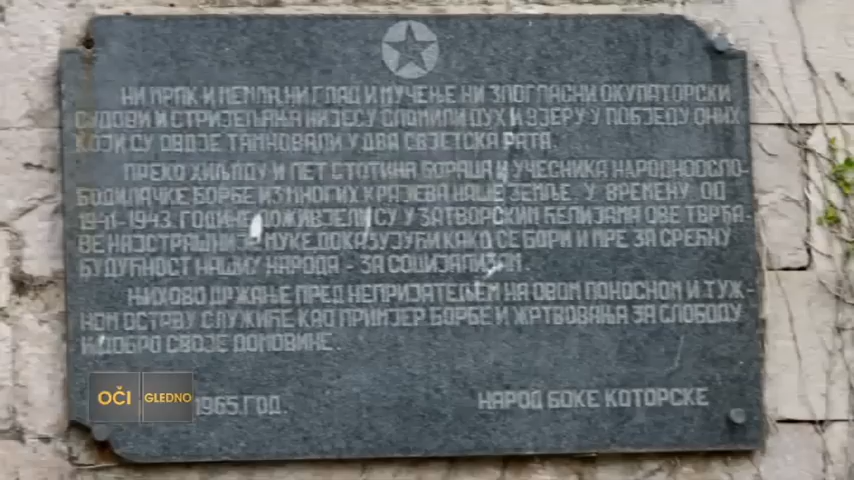 НИ МРАК И МЕМЛА, НИ ГЛАД И МУЧЕЊЕ НИ ЗЛОГЛАСНИ ОКУПАТОРСКИ
СУДОВИ И СТРИЈЕЉАЊА НИЈЕСУ СЛОМИЛИ ДУХ И ВЈЕРУ У ПОБЈЕДУ ОНИХ
КОЈИ СУ ОВДЈЕ ТАМНОВАЛИ У ДВА СВЈЕТСКА РАТА.
ПРЕКО ХИЉАДУ И ПЕТ СТОТИНА БОРАЦА И УЧЕСНИКА НАРОДНООСЛО-
БОДИЛАЧКЕ БОРБЕ ИЗ МНОГИХ КРАЈЕВА НАШЕ ЗЕМЉЕ, У ВРЕМЕНУ ОД
1941-1943. ГОДИНЕ ДОЖИВЈЕЛИ СУ У ЗАТВОРСКИМ ЋЕЛИЈАМА ОВЕ ТВРЂА-
ВЕ НАЈСТРАШНИЈЕ МУКЕ ДОКАЗУЈУЋИ КАКО СЕ БОРИ И МРЕ ЗА СРЕЋНУ
БУДУЋНОСТ НАШИХ НАРОДА - ЗА СОЦИЈАЛИЗАМ.
ЊИХОВО ДРЖАЊЕ ПРЕД НЕПРИЈАТЕЉЕМ НА ОВОМ ПОНОСНОМ И ТУЖ-
НОМ ОСТРВУ СЛУЖИЋЕ КАО ПРИМЈЕР БОРБЕ И ЖРТВОВАЊА ЗА СЛОБОДУ
И ДОБРО СВОЈЕ ДОМОВИНЕ.
OČI GLEDNO
1965. ГОД.
НАРОД БОКЕ КОТОРСКЕ